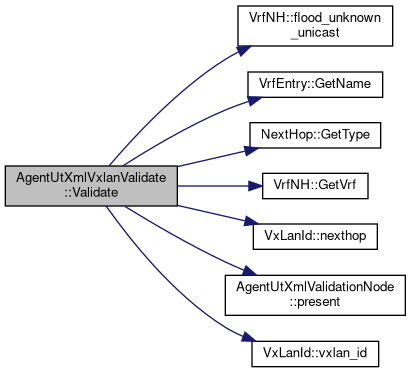 VrfNH::flood_unknown
_unicast
VrfEntry::GetName
NextHop::GetType
AgentUtXmlVxlanValidate
::Validate
VrfNH::GetVrf
VxLanId::nexthop
AgentUtXmlValidationNode
::present
VxLanId::vxlan_id